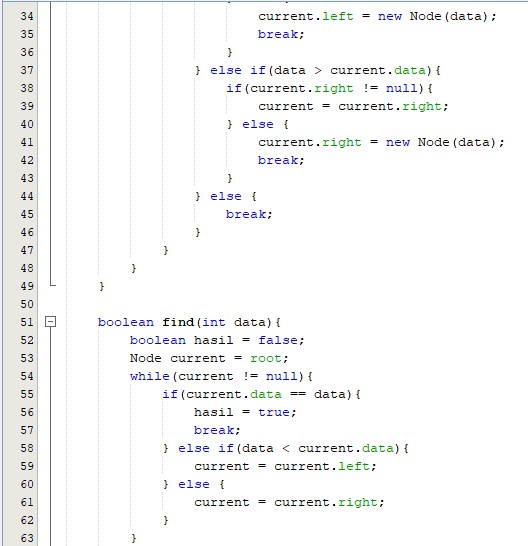 34                         current.left = new Node(data);
35                         break;
36                     }
37                 } else if(data > current.data){
38                     if(current.right != null){
39                         current = current.right;
40                     } else {
41                         current.right = new Node(data);
42                         break;
43                     }
44                 } else {
45                     break;
46                 }
47             }
48         }
49     }
50
51     boolean find(int data){
52         boolean hasil = false;
53         Node current = root;
54         while(current != null){
55             if(current.data == data){
56                 hasil = true;
57                 break;
58             } else if(data < current.data){
59                 current = current.left;
60             } else {
61                 current = current.right;
62             }
63         }